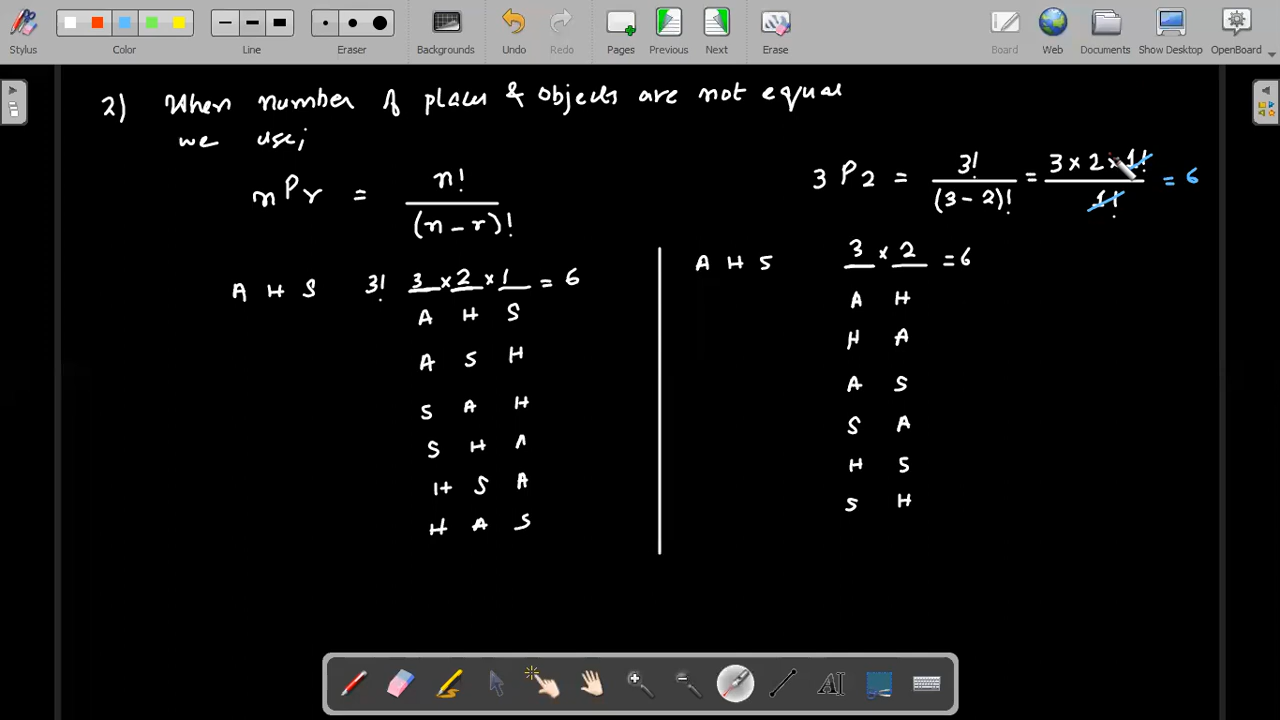 Stylus
Color
Line
Eraser
Backgrounds
Undo
Redo
Pages
Previous
Next
Erase
Board
Web
Documents
Show Desktop
OpenBoard
2) When number of places & objects are not equal
we use;
nPr = n! / (n - r)!
3P2 = 3! / (3 - 2)! = 3 × 2 × 1! / 1! = 6
A H S 3! 3 × 2 × 1 = 6
A H S
A S H
S A H
S H A
H S A
H A S
A H S 3 × 2 = 6
A H
H A
A S
S A
H S
S H